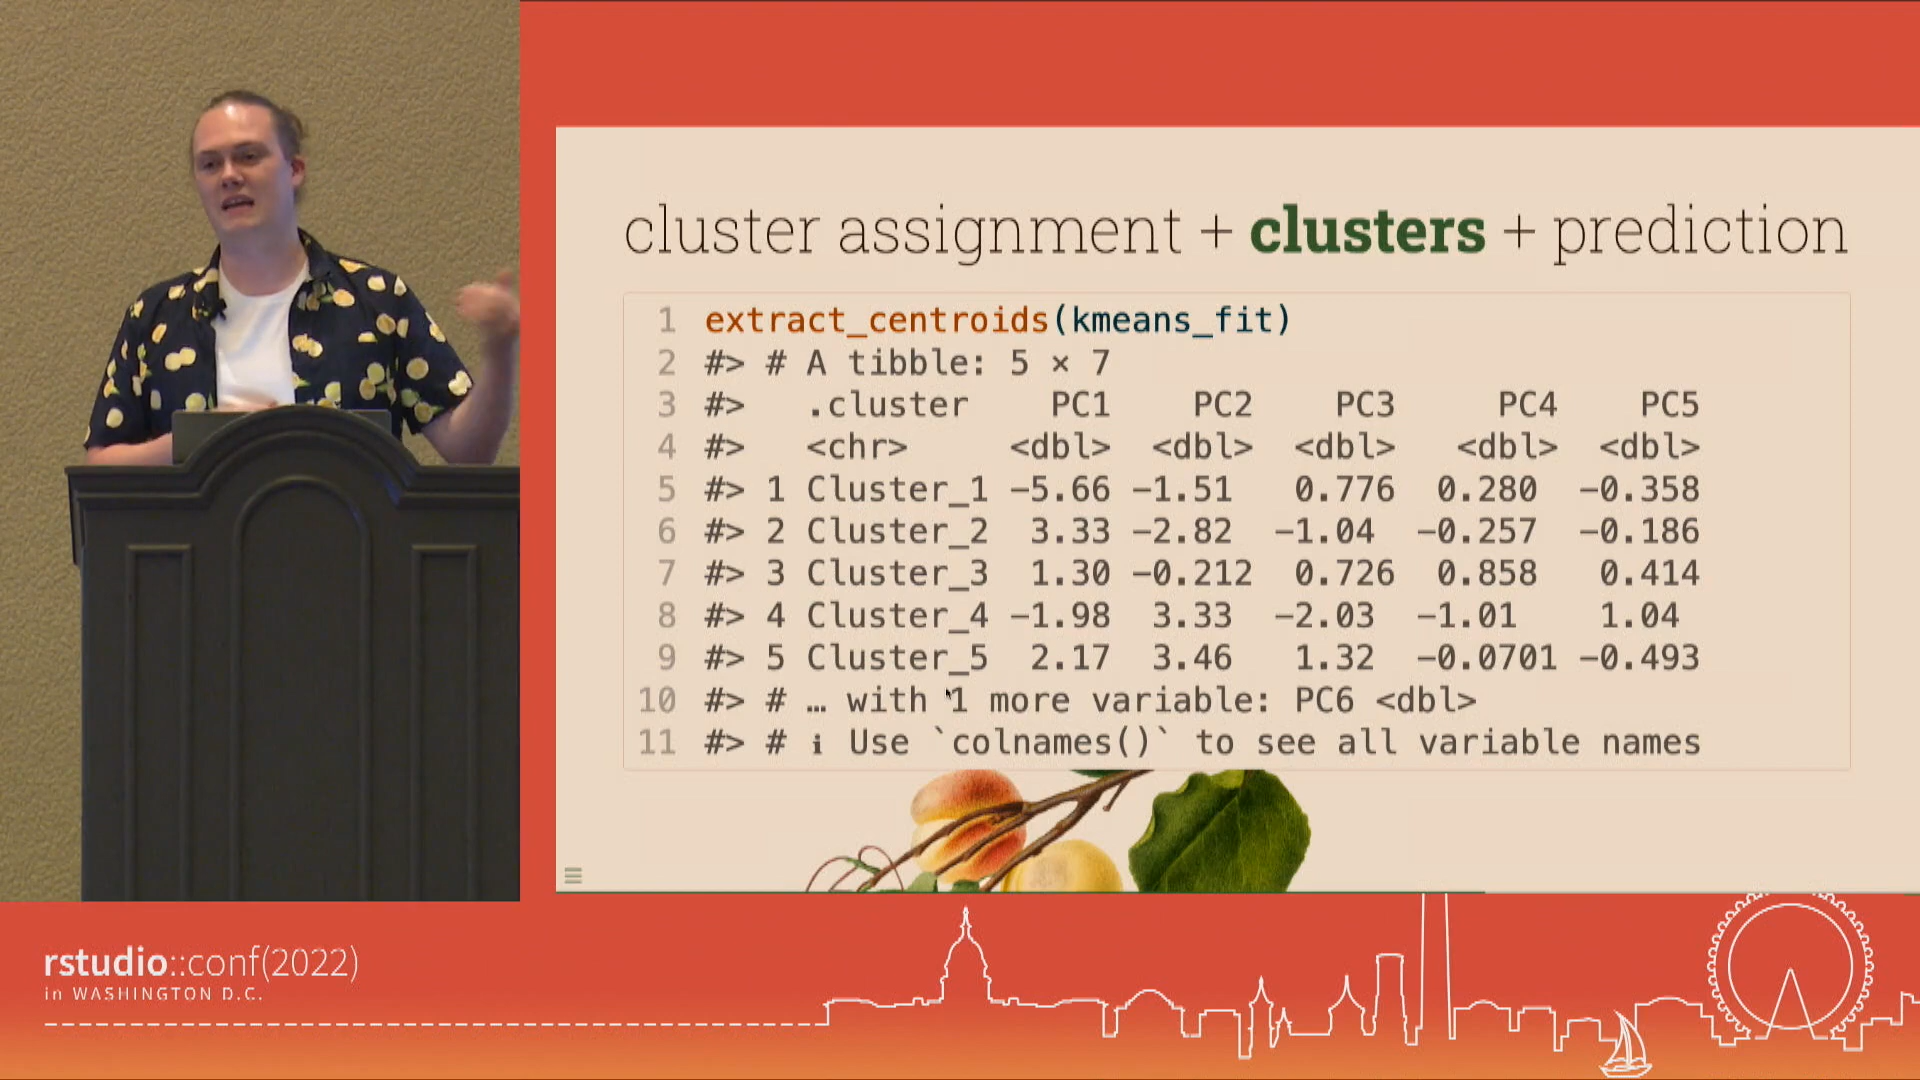 cluster assignment + clusters + prediction
1 extract_centroids(kmeans_fit)
2 #> # A tibble: 5 × 7
3 #>   .cluster    PC1    PC2    PC3     PC4    PC5
4 #>   <chr>     <dbl>  <dbl>  <dbl>   <dbl>  <dbl>
5 #> 1 Cluster_1 -5.66 -1.51   0.776  0.280  -0.358
6 #> 2 Cluster_2  3.33 -2.82  -1.04  -0.257  -0.186
7 #> 3 Cluster_3  1.30 -0.212  0.726  0.858   0.414
8 #> 4 Cluster_4 -1.98  3.33  -2.03  -1.01    1.04
9 #> 5 Cluster_5  2.17  3.46   1.32  -0.0701 -0.493
10 #> # … with 1 more variable: PC6 <dbl>
11 #> # ℹ Use `colnames()` to see all variable names
rstudio::conf(2022)
in WASHINGTON D.C.